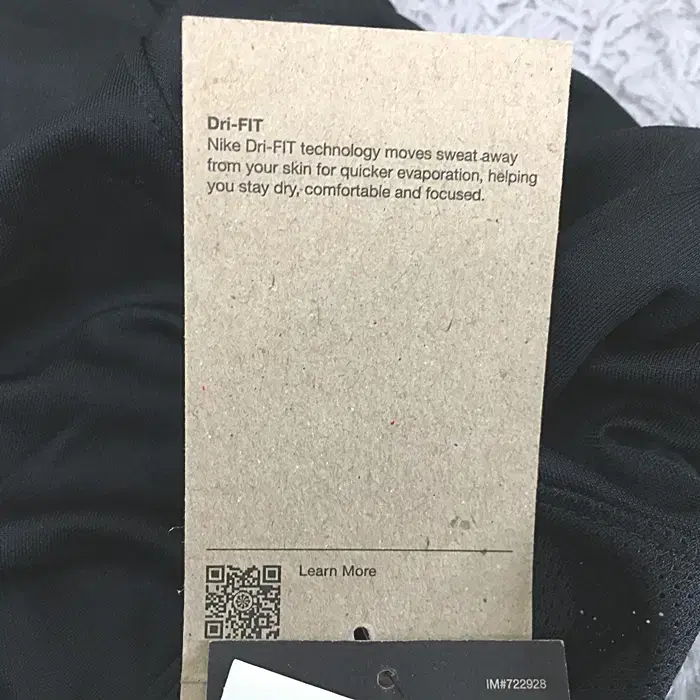 Dri-FIT
Nike Dri-FIT technology moves sweat away
from your skin for quicker evaporation, helping
you stay dry, comfortable and focused.
Learn More
IM#722928